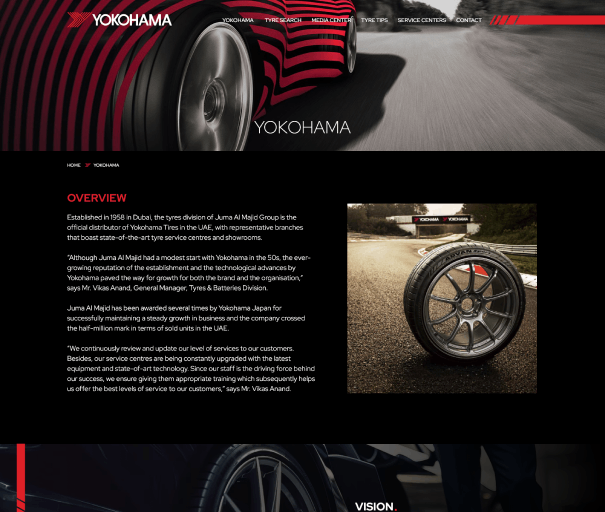 YOKOHAMA
YOKOHAMA TYRE SEARCH MEDIA CENTER TYRE TIPS SERVICE CENTERS CONTACT
YOKOHAMA
HOME YOKOHAMA
OVERVIEW
Established in 1958 in Dubai, the tyres division of Juma Al Majid Group is the
official distributor of Yokohama Tires in the UAE, with representative branches
that boast state-of-the-art tyre service centres and showrooms.
"Although Juma Al Majid had a modest start with Yokohama in the 50s, the ever-
growing reputation of the establishment and the technological advances by
Yokohama paved the way for growth for both the brand and the organisation,"
says Mr. Vikas Anand, General Manager, Tyres & Batteries Division.
Juma Al Majid has been awarded several times by Yokohama Japan for
successfully maintaining a steady growth in business and the company crossed
the half-million mark in terms of sold units in the UAE.
"We continuously review and update our level of services to our customers.
Besides, our service centres are being constantly upgraded with the latest
equipment and state-of-art technology. Since our staff is the driving force behind
our success, we ensure giving them appropriate training which subsequently helps
us offer the best levels of service to our customers," says Mr. Vikas Anand.
YOKOHAMA YOKOHAMA
ADVAN
VISION.